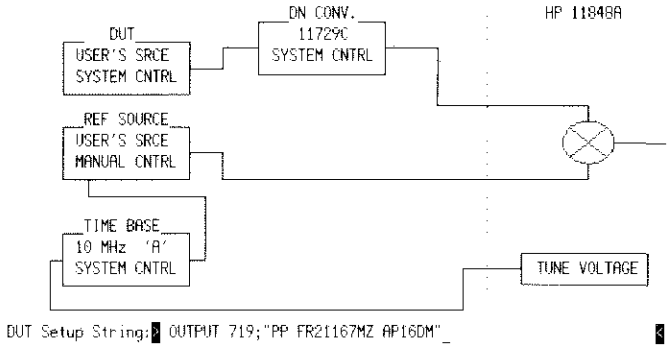 DN CONV.
HP 11848A
DUT
11729C
USER'S SRCE
SYSTEM CNTRL
SYSTEM CNTRL
REF SOURCE
USER'S SRCE
MANUAL CNTRL
TIME BASE
10 MHz 'A'
SYSTEM CNTRL
TUNE VOLTAGE
DUT Setup String:> OUTPUT 719;"PP FR21167MZ AP16DM"_ <